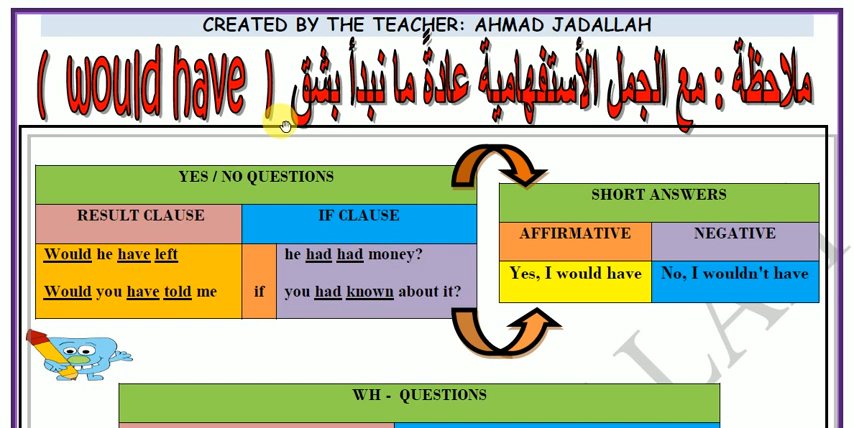 CREATED BY THE TEACHER: AHMAD JADALLAH
ملاحظة : مع الجمل الأستفهامية عادةً ما نبدأ بشق ( would have )
YES / NO QUESTIONS
RESULT CLAUSE IF CLAUSE
Would he have left he had had money?
if
Would you have told me you had known about it?
SHORT ANSWERS
AFFIRMATIVE NEGATIVE
Yes, I would have No, I wouldn't have
WH - QUESTIONS